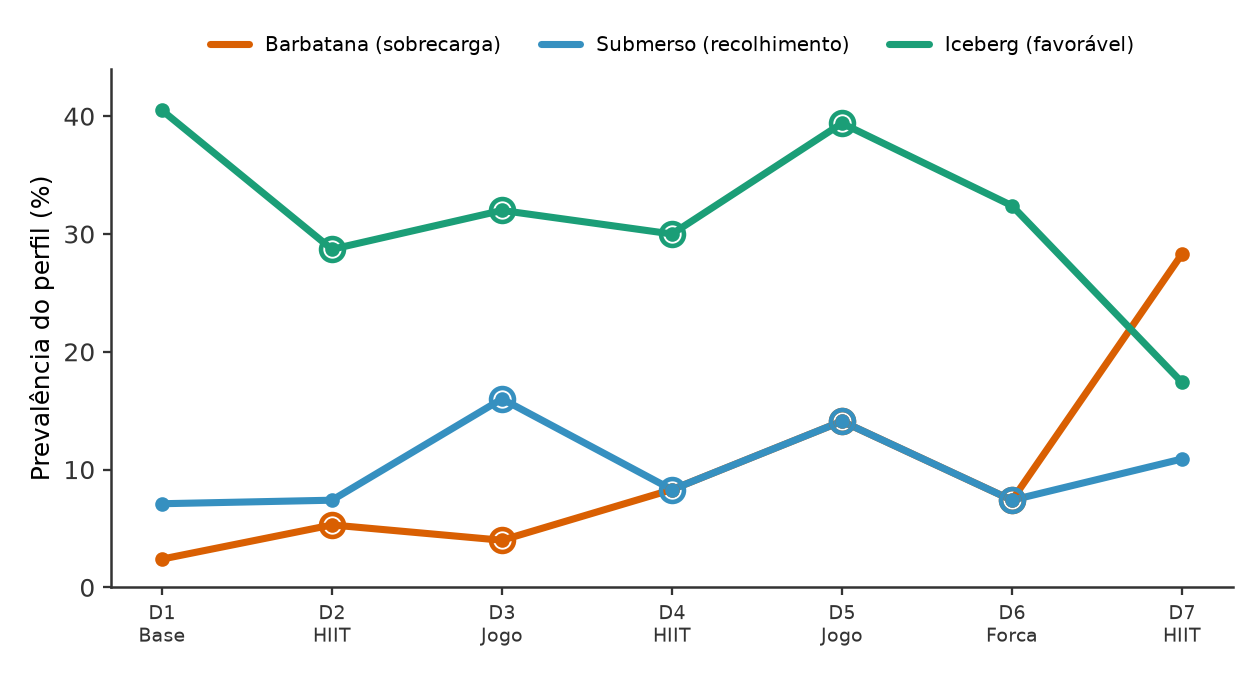 Barbatana (sobrecarga) Submerso (recolhimento) Iceberg (favorável)
Prevalência do perfil (%)
40
30
20
10
0
D1 D2 D3 D4 D5 D6 D7
Base HIIT Jogo HIIT Jogo Forca HIIT